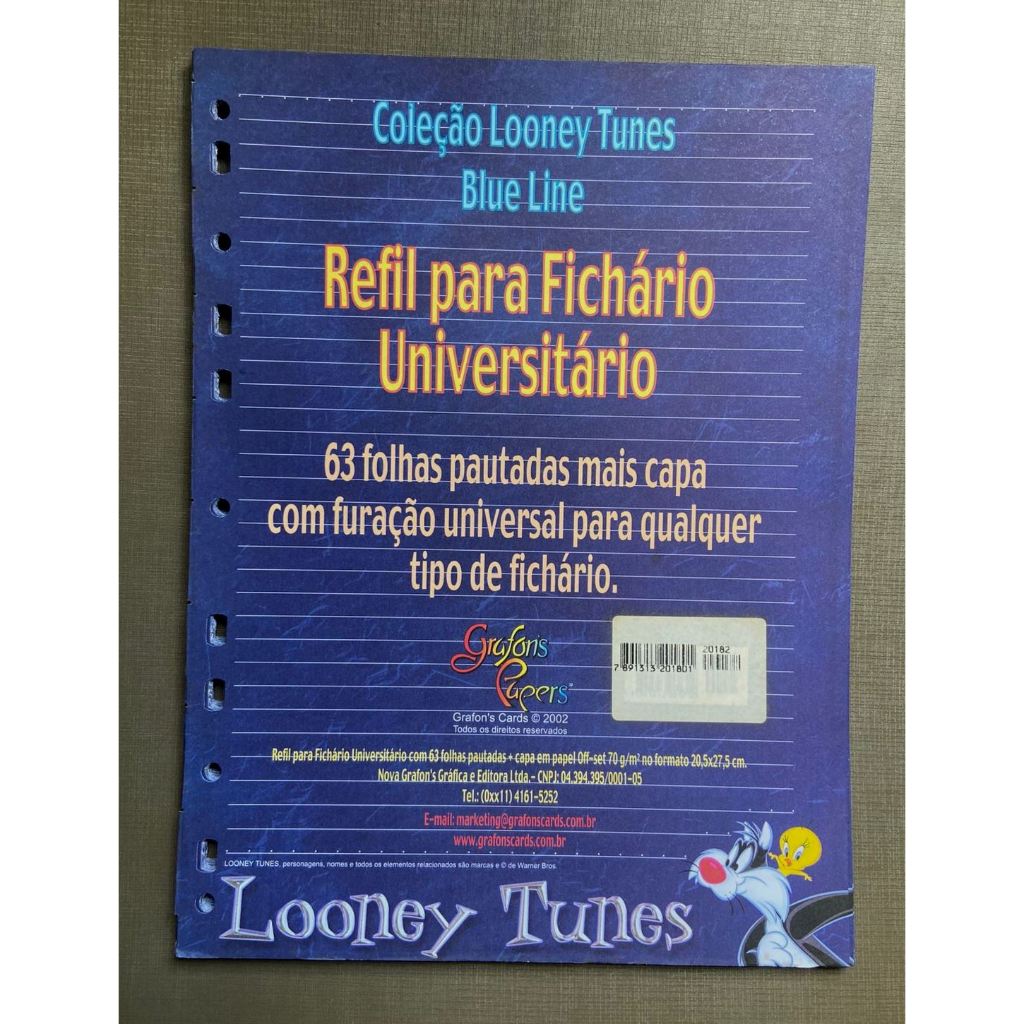 Coleção Looney Tunes
Blue Line
Refil para Fichário
Universitário
63 folhas pautadas mais capa
com furação universal para qualquer
tipo de fichário.
Grafon's
Papers™
Grafon's Cards © 2002
Todos os direitos reservados
20182
7 891313 201801
Refil para Fichário Universitário com 63 folhas pautadas + capa em papel Off-set 70 g/m² no formato 20,5x27,5 cm.
Nova Grafon's Gráfica e Editora Ltda.- CNPJ: 04.394.395/0001-05
Tel.: (0xx11) 4161-5252
E-mail: marketing@grafonscards.com.br
www.grafonscards.com.br
LOONEY TUNES, personagens, nomes e todos os elementos relacionados são marcas e © de Warner Bros.
Looney Tunes